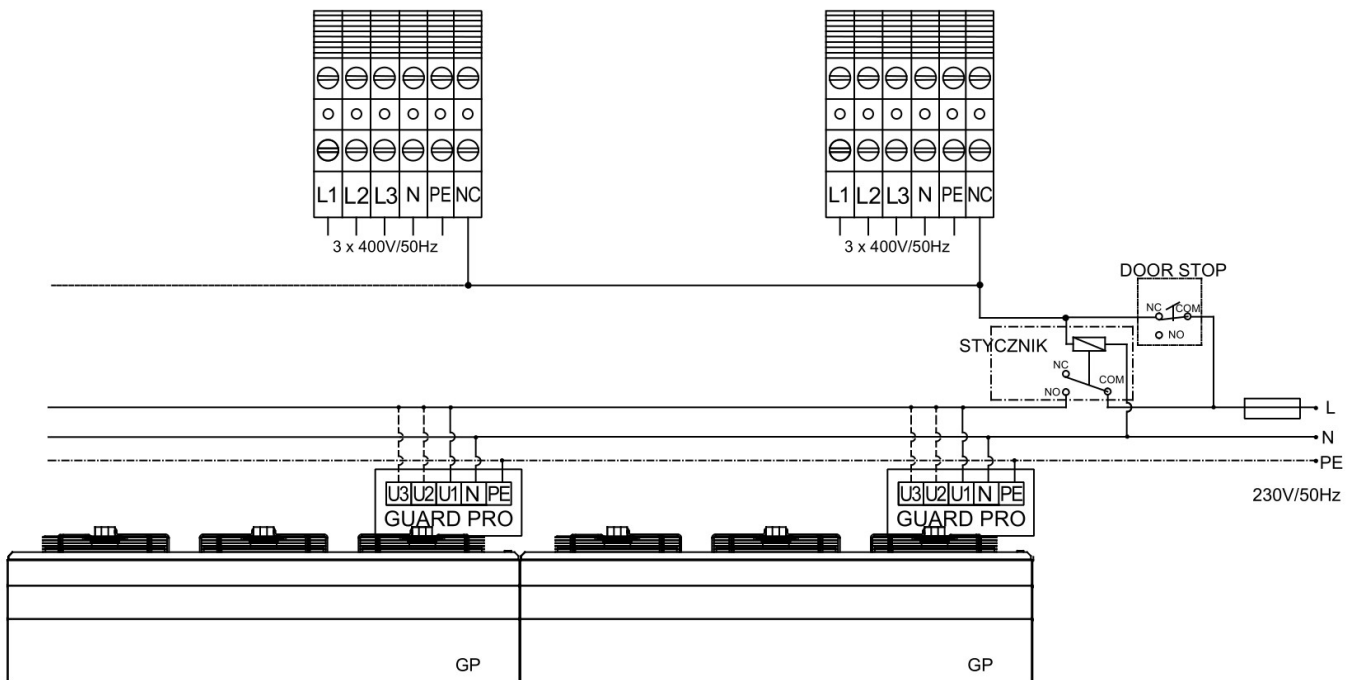 L1 L2 L3 N PE NC
3 x 400V/50Hz
L1 L2 L3 N PE NC
3 x 400V/50Hz
DOOR STOP
NC COM
NO
STYCZNIK
NC
COM
NO
L
N
PE
230V/50Hz
U3 U2 U1 N PE
GUARD PRO
U3 U2 U1 N PE
GUARD PRO
GP
GP